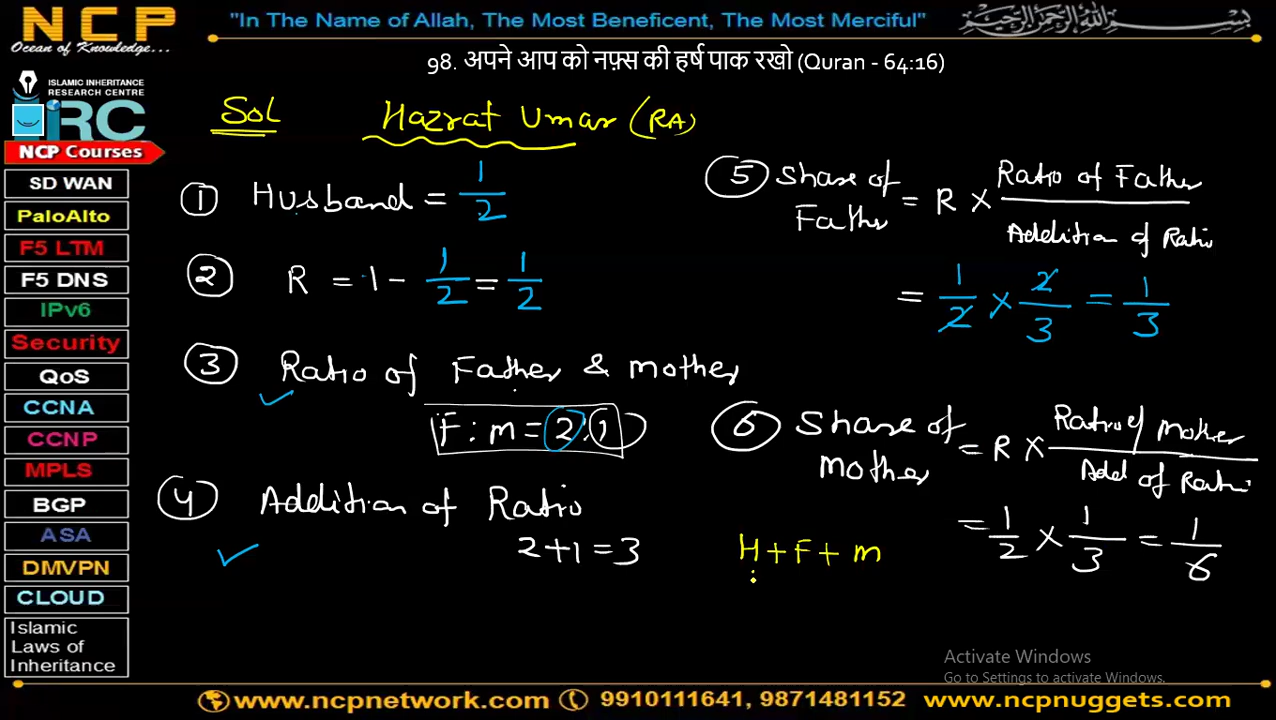 NCP
Ocean of Knowledge...
"In The Name of Allah, The Most Beneficent, The Most Merciful"
98. अपने आप को नफ़्स की हर्ष पाक रखो (Quran - 64:16)
ISLAMIC INHERITANCE
RESEARCH CENTRE
IRC
NCP Courses
SD WAN
PaloAlto
F5 LTM
F5 DNS
IPv6
Security
QoS
CCNA
CCNP
MPLS
BGP
ASA
DMVPN
CLOUD
Islamic
Laws of
Inheritance
Sol Hazrat Umar (RA)
① Husband = 1/2
② R = 1 - 1/2 = 1/2
③ Ratio of Father & mother
F : m = 2 : 1
④ Addition of Ratio
2+1 = 3
⑤ Share of Father = R × Ratio of Father / Addition of Ratio
= 1/2 × 2/3 = 1/3
⑥ Share of mother = R × Ratio of mother / Add of Ratio
= 1/2 × 1/3 = 1/6
H + F + m
Activate Windows
Go to Settings to activate Windows.
www.ncpnetwork.com 9910111641, 9871481152 www.ncpnuggets.com